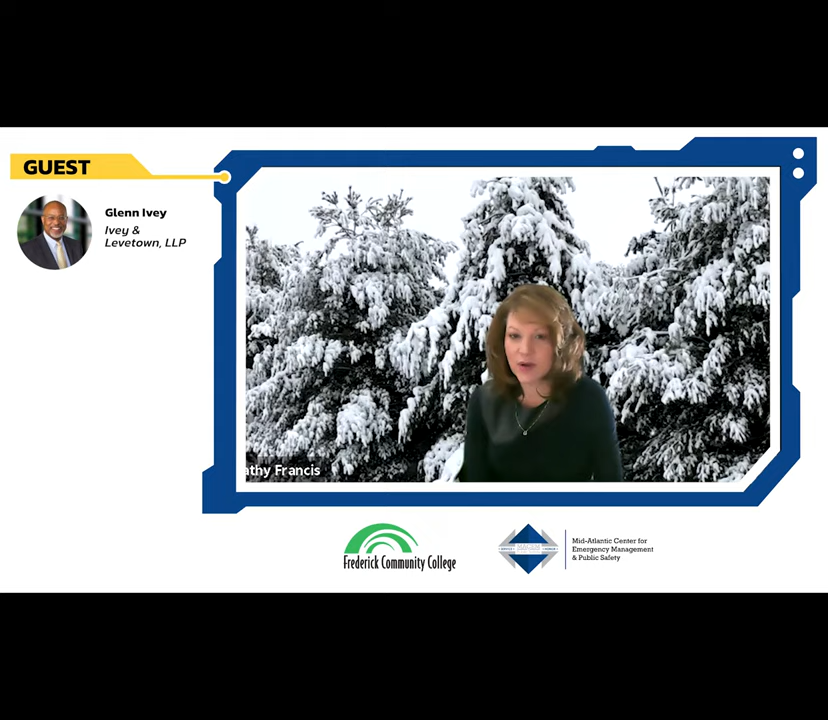 GUEST
Glenn Ivey
Ivey &
Levetown, LLP
athy Francis
Frederick Community College
Mid-Atlantic Center for
Emergency Management
& Public Safety